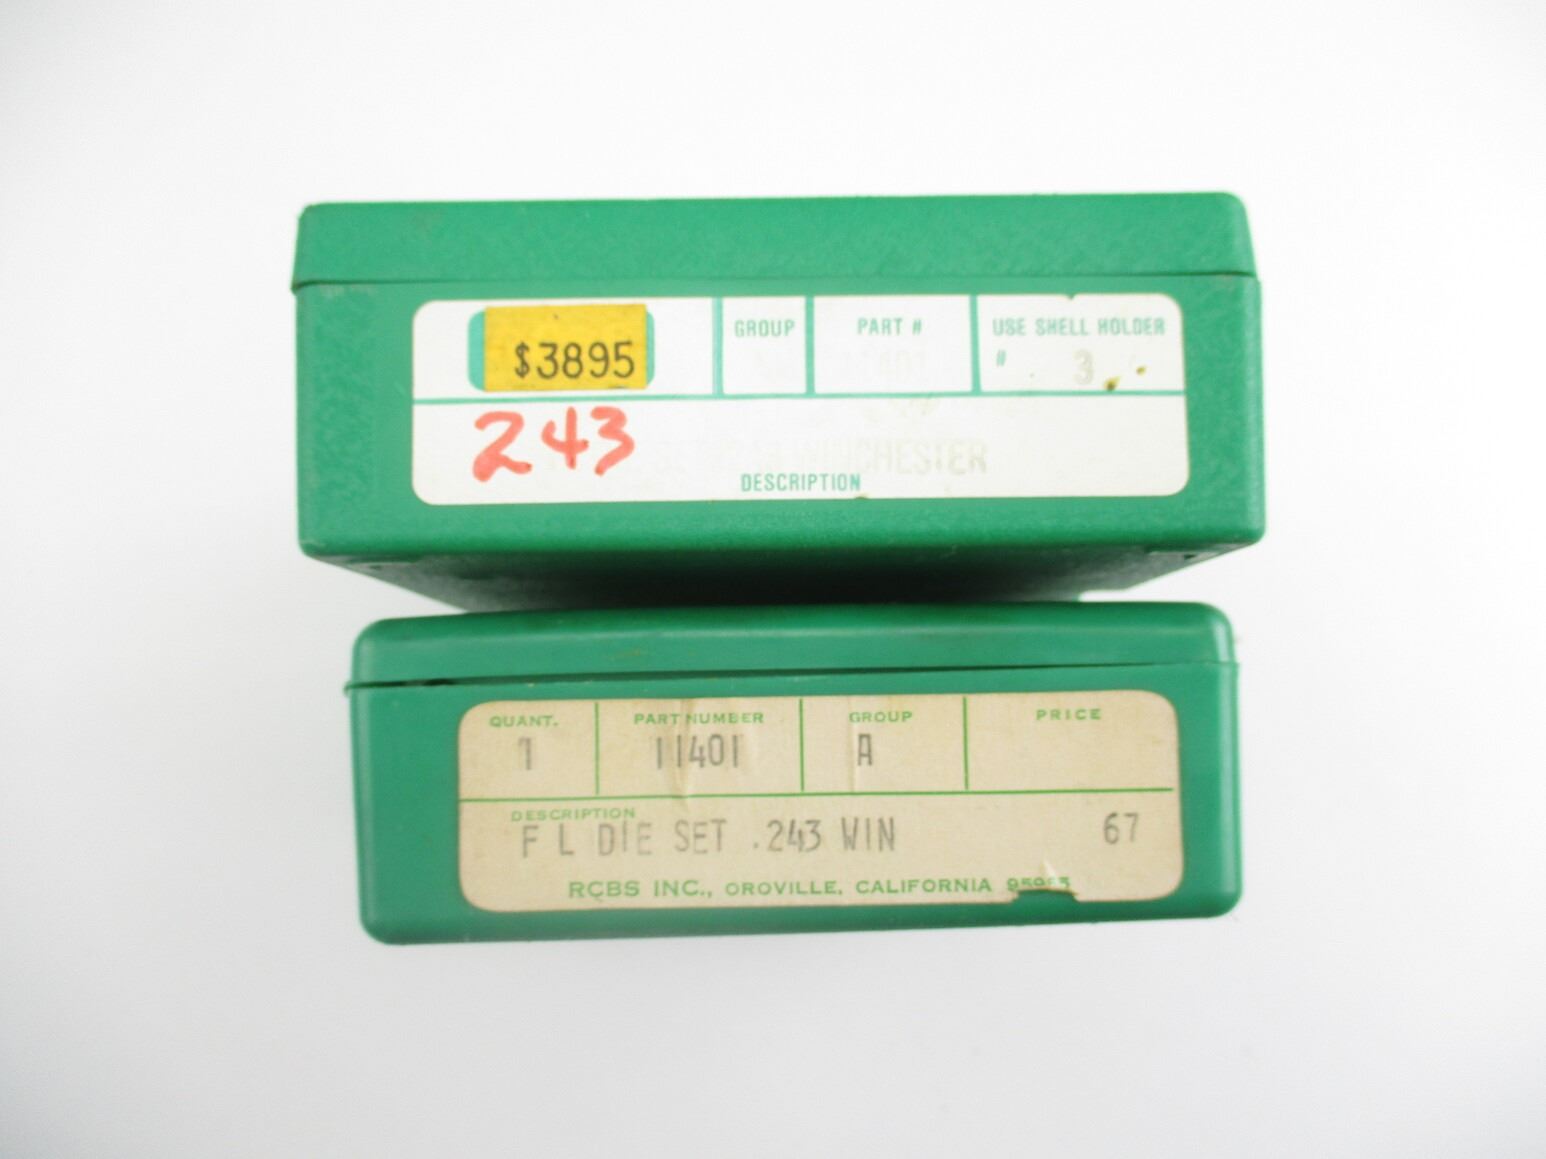 $3895
GROUP
PART #
USE SHELL HOLDER
# 3
243
WINCHESTER
DESCRIPTION
QUANT.
PART NUMBER
GROUP
PRICE
1
11401
A
DESCRIPTION
F L DIE SET .243 WIN
67
RCBS INC., OROVILLE, CALIFORNIA 95965